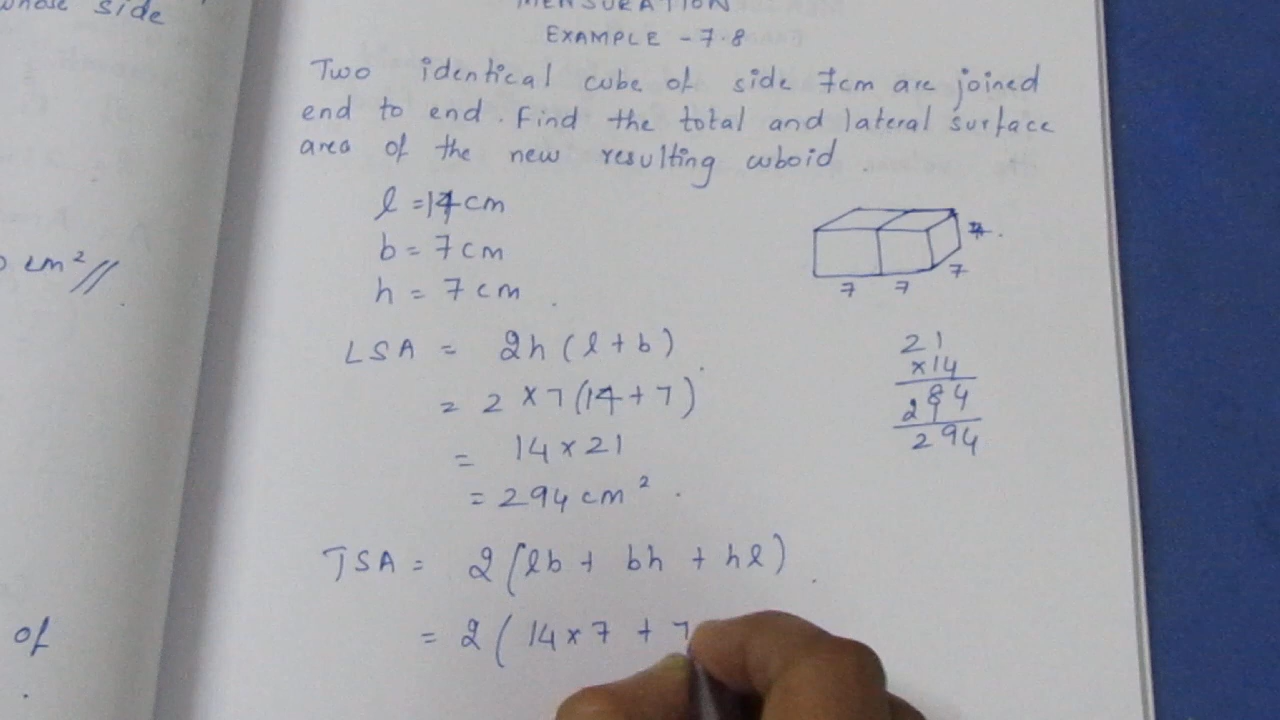 whose side
cm²//
of
MENSURATION
EXAMPLE - 7.8
Two identical cube of side 7cm are joined
end to end. Find the total and lateral surface
area of the new resulting cuboid
l = 14 cm
b = 7 cm
h = 7 cm
7
7
7 7
LSA = 2h (l + b)
= 2 × 7 (14 + 7)
= 14 × 21
= 294 cm².
21
×14
84
21
294
TSA = 2 (lb + bh + hl)
= 2 ( 14 × 7 + 7